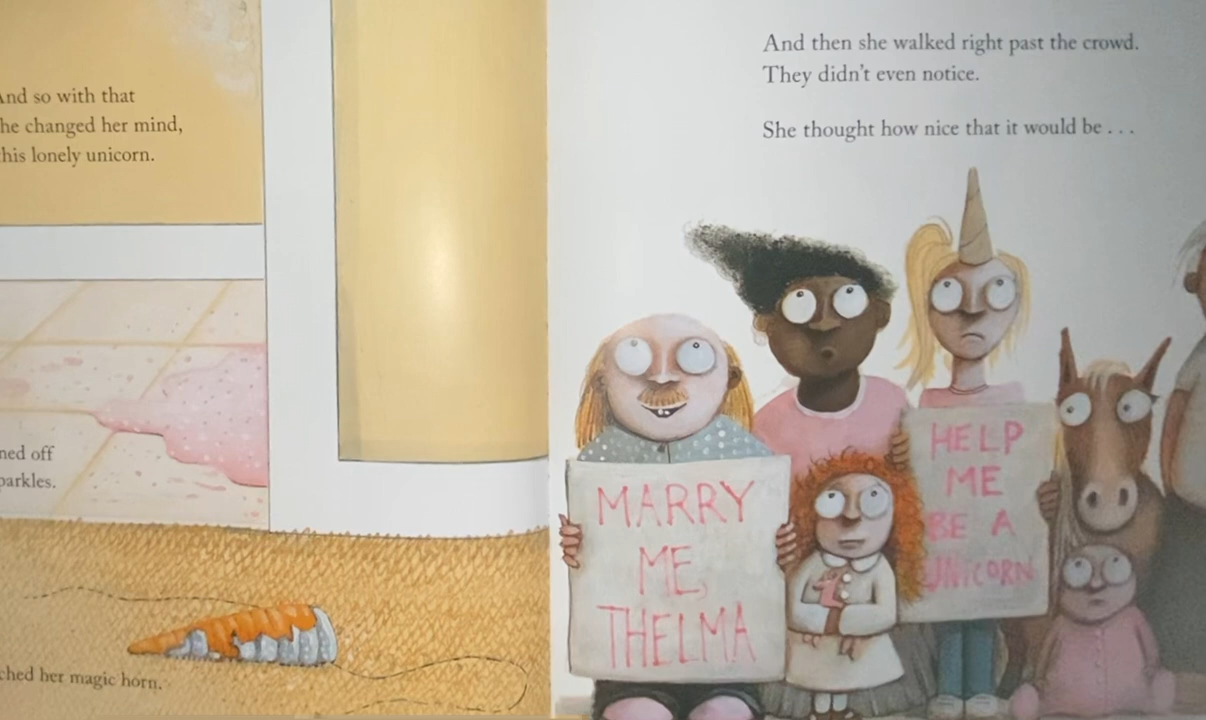 And so with that
he changed her mind,
his lonely unicorn.
ned off
parkles.
ched her magic horn.
And then she walked right past the crowd.
They didn't even notice.
She thought how nice that it would be . . .
MARRY
ME,
THELMA
HELP
ME
BE A
UNICORN